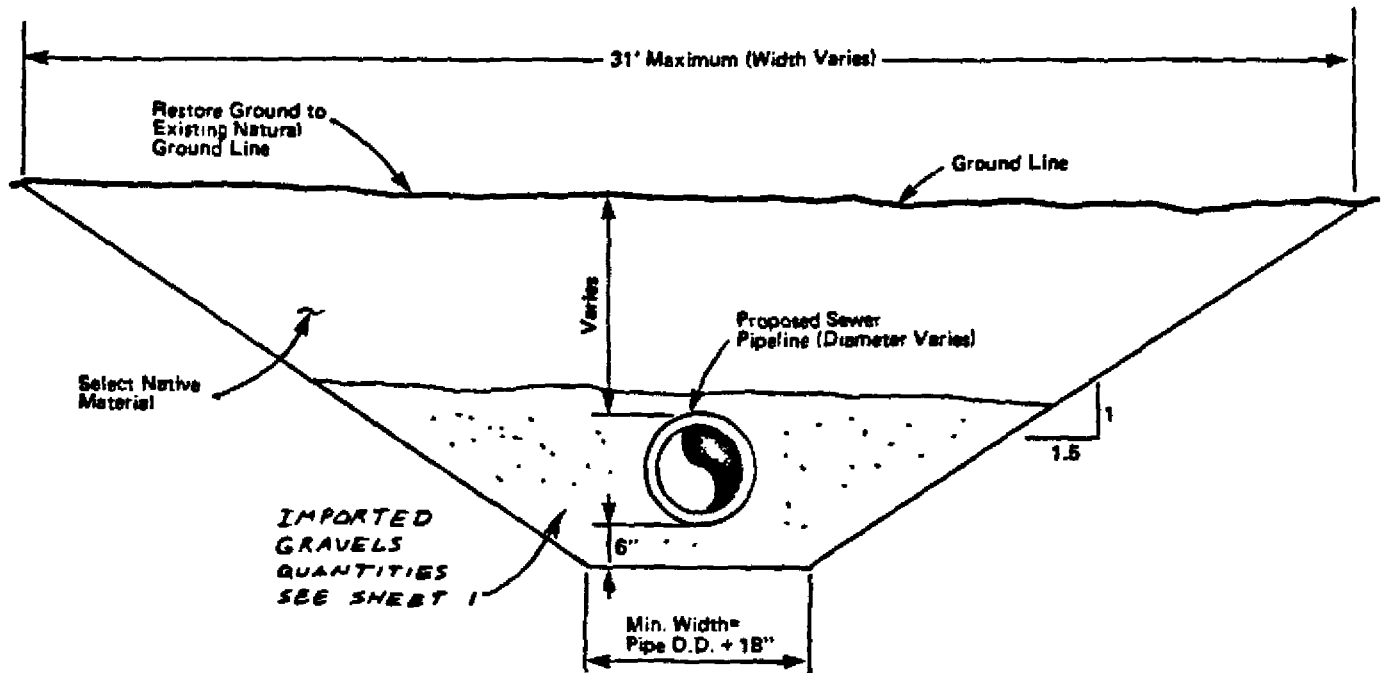 31' Maximum (Width Varies)
Restore Ground to
Existing Natural
Ground Line
Ground Line
Varies
Proposed Sewer
Pipeline (Diameter Varies)
Select Native
Material
1
1.5
IMPORTED
GRAVELS
QUANTITIES
SEE SHEET 1
6"
Min. Width=
Pipe O.D. + 18"